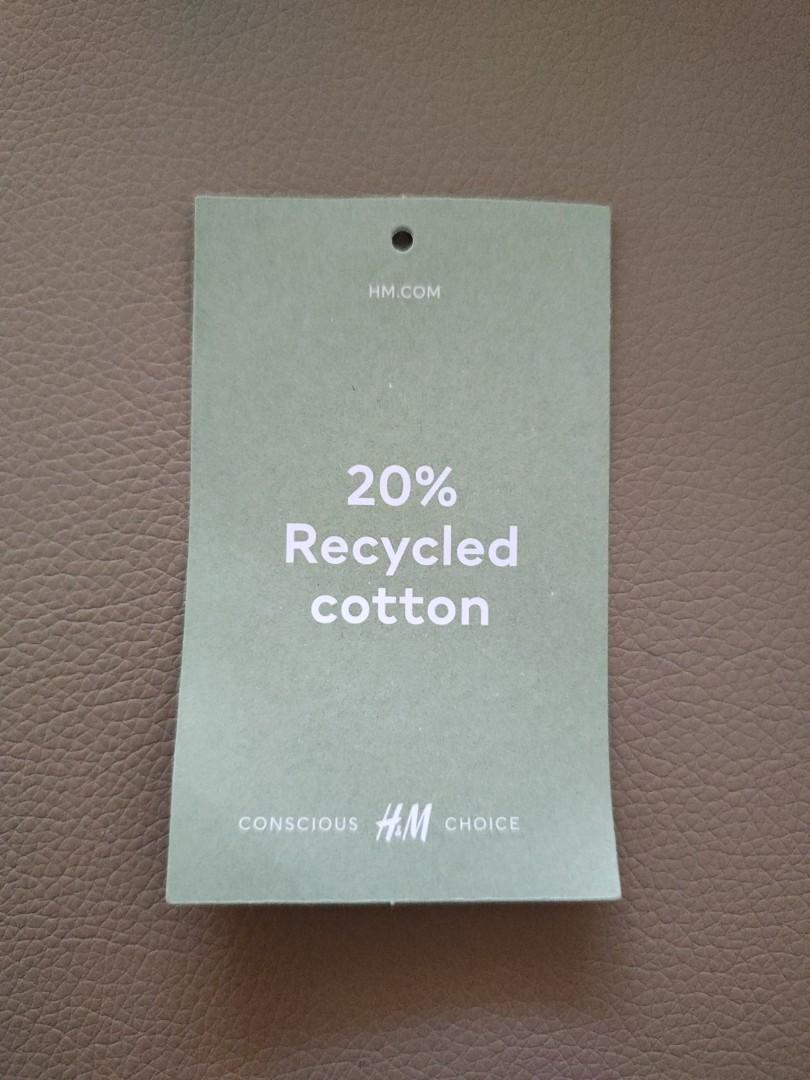 HM.COM
20%
Recycled
cotton
CONSCIOUS H&M CHOICE